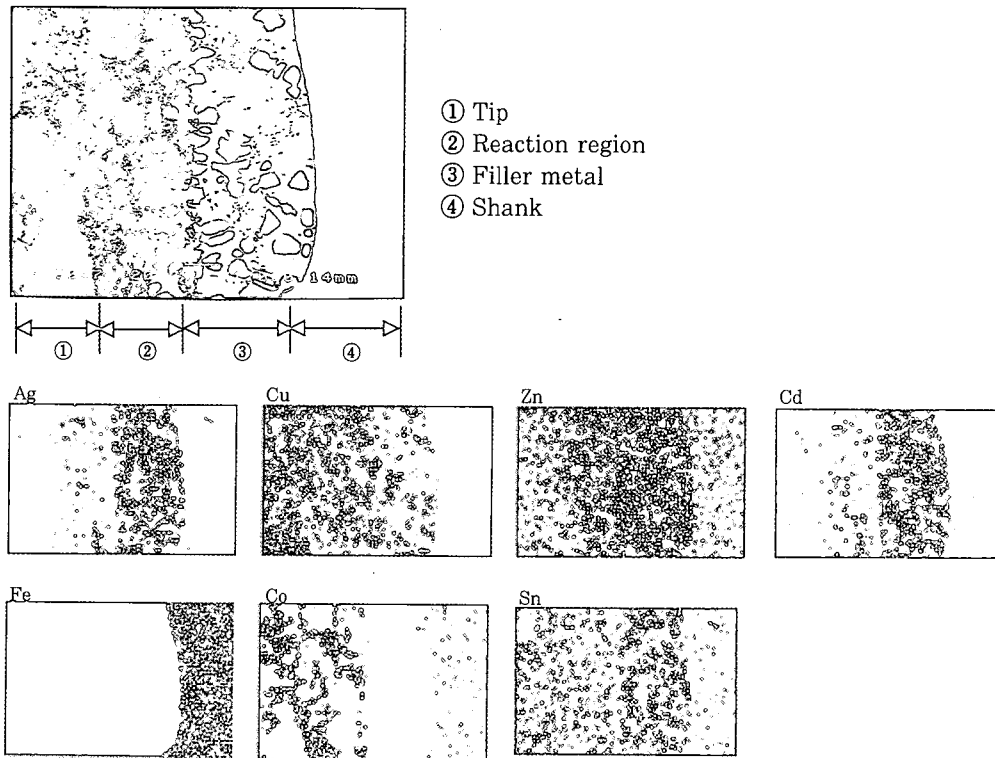 ① Tip
② Reaction region
③ Filler metal
④ Shank
14mm
① ② ③ ④
Ag Cu Zn Cd
Fe Co Sn